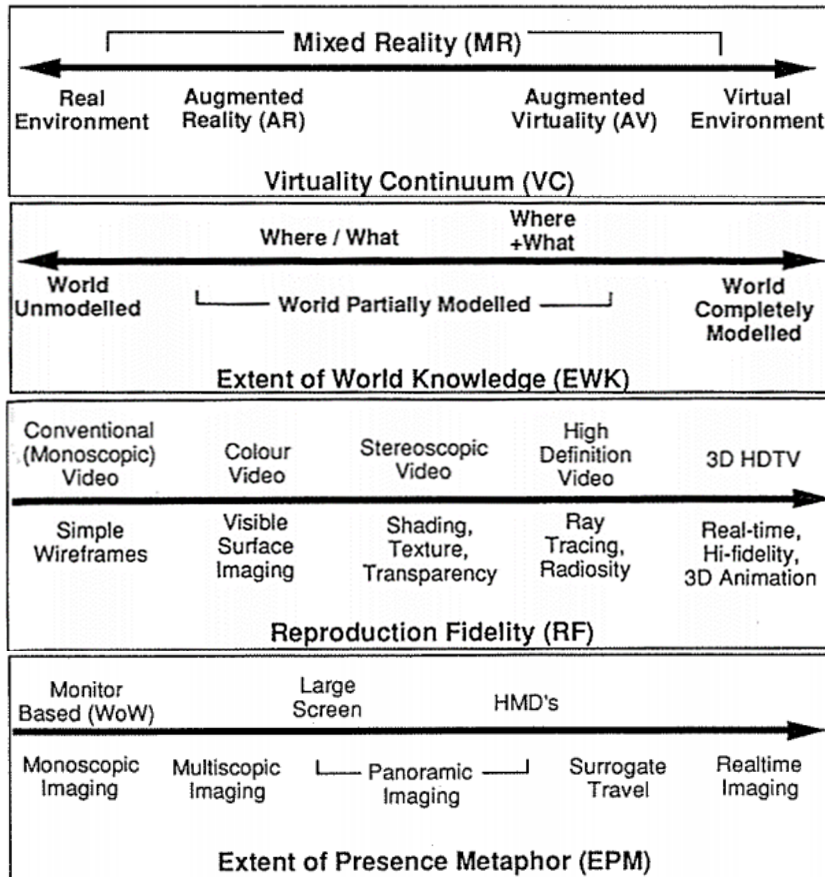 Mixed Reality (MR)
Real
Environment
Augmented
Reality (AR)
Augmented
Virtuality (AV)
Virtual
Environment
Virtuality Continuum (VC)
Where / What
Where
+What
World
Unmodelled
World Partially Modelled
World
Completely
Modelled
Extent of World Knowledge (EWK)
Conventional
(Monoscopic)
Video
Colour
Video
Stereoscopic
Video
High
Definition
Video
3D HDTV
Simple
Wireframes
Visible
Surface
Imaging
Shading,
Texture,
Transparency
Ray
Tracing,
Radiosity
Real-time,
Hi-fidelity,
3D Animation
Reproduction Fidelity (RF)
Monitor
Based (WoW)
Large
Screen
HMD's
Monoscopic
Imaging
Multiscopic
Imaging
Panoramic
Imaging
Surrogate
Travel
Realtime
Imaging
Extent of Presence Metaphor (EPM)